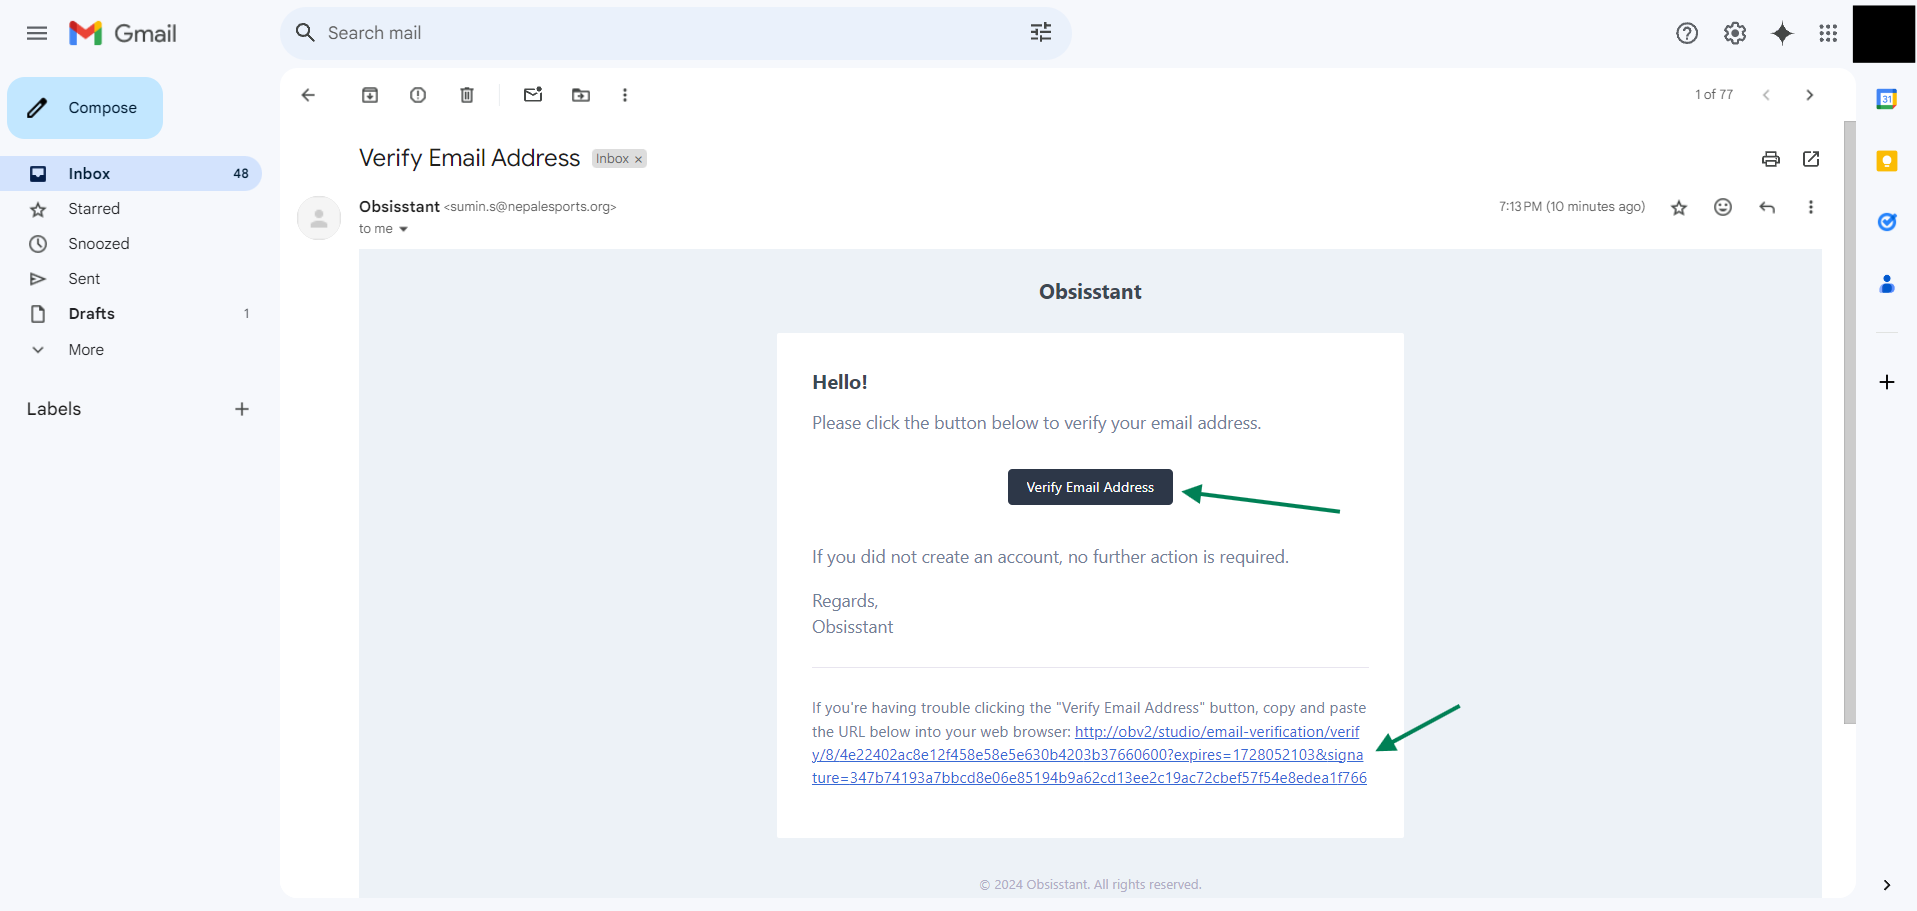 Gmail
Search mail
Compose
1 of 77
Verify Email Address Inbox ×
Inbox 48
Starred
Snoozed
Sent
Drafts 1
More
Labels
Obsisstant <sumin.s@nepalesports.org>
7:13 PM (10 minutes ago)
to me
31
Obsisstant
Hello!
Please click the button below to verify your email address.
Verify Email Address
If you did not create an account, no further action is required.
Regards,
Obsisstant
If you're having trouble clicking the "Verify Email Address" button, copy and paste
the URL below into your web browser: http://obv2/studio/email-verification/verif
y/8/4e22402ac8e12f458e58e5e630b4203b37660600?expires=1728052103&signa
ture=347b74193a7bbcd8e06e85194b9a62cd13ee2c19ac72cbef57f54e8edea1f766
© 2024 Obsisstant. All rights reserved.